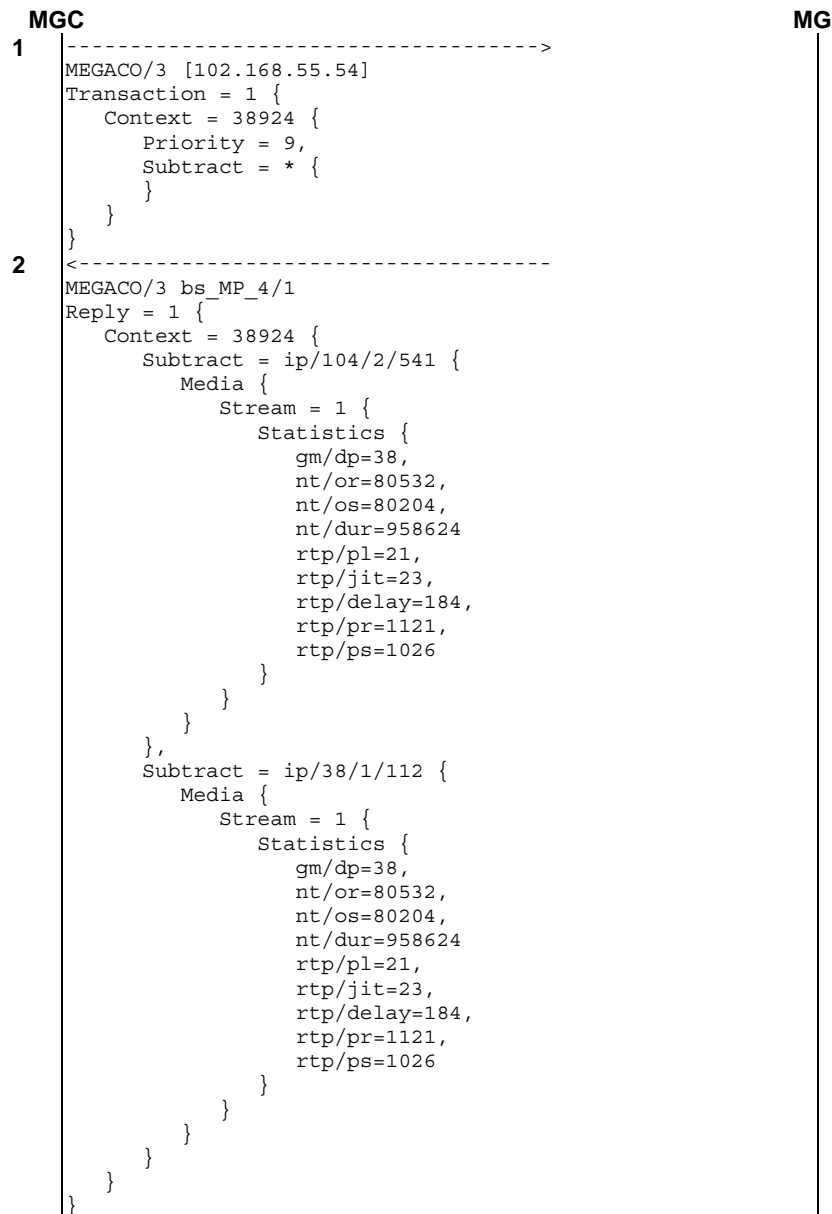 MGC MG
1 ------------------------------------->
MEGACO/3 [102.168.55.54]
Transaction = 1 {
   Context = 38924 {
      Priority = 9,
      Subtract = * {
      }
   }
}
2 <-------------------------------------
MEGACO/3 bs_MP_4/1
Reply = 1 {
   Context = 38924 {
      Subtract = ip/104/2/541 {
         Media {
            Stream = 1 {
               Statistics {
                  gm/dp=38,
                  nt/or=80532,
                  nt/os=80204,
                  nt/dur=958624
                  rtp/pl=21,
                  rtp/jit=23,
                  rtp/delay=184,
                  rtp/pr=1121,
                  rtp/ps=1026
               }
            }
         }
      },
      Subtract = ip/38/1/112 {
         Media {
            Stream = 1 {
               Statistics {
                  gm/dp=38,
                  nt/or=80532,
                  nt/os=80204,
                  nt/dur=958624
                  rtp/pl=21,
                  rtp/jit=23,
                  rtp/delay=184,
                  rtp/pr=1121,
                  rtp/ps=1026
               }
            }
         }
      }
   }
}